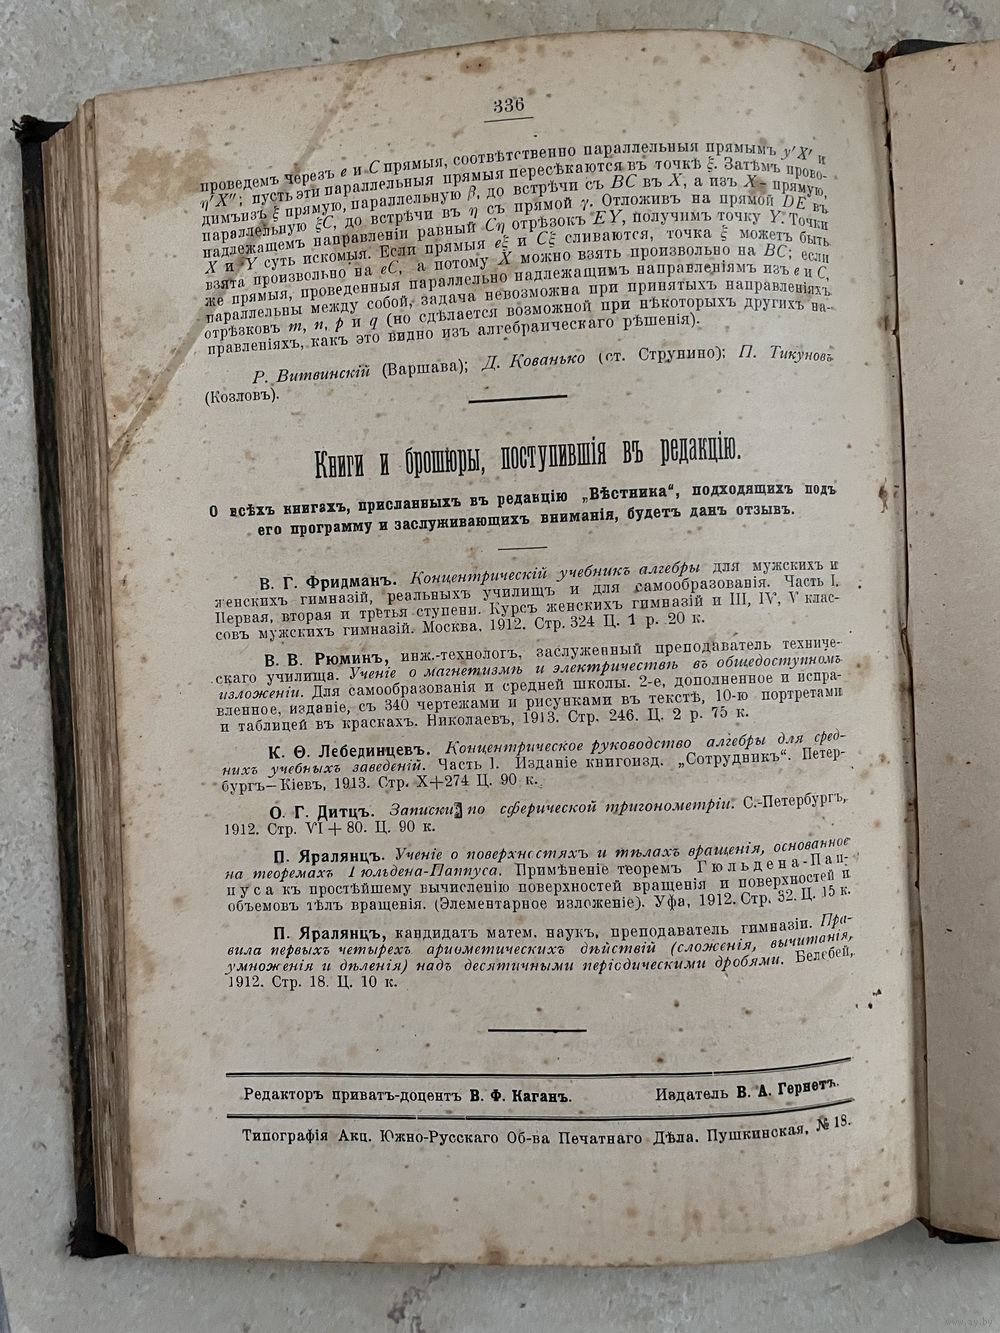 336
проведемъ черезъ e и C прямыя, соотвѣтственно параллельныя прямымъ y′X′ и
η′X″; пусть эти параллельныя прямыя пересѣкаются въ точкѣ ξ. Затѣмъ прово-
димъ изъ ξ прямую, параллельную β, до встрѣчи съ BC въ X, а изъ X - прямую,
параллельную ξC, до встрѣчи въ η съ прямой γ. Отложивъ на прямой DE въ
надлежащемъ направленіи равный Cη отрѣзокъ EY, получимъ точку Y. Точки
X и Y суть искомыя. Если прямыя eξ и Cξ сливаются, точка ξ можетъ быть
взята произвольно на eC, а потому X можно взять произвольно на BC; если
же прямыя, проведенныя параллельно надлежащимъ направленіямъ изъ e и C,
параллельны между собой, задача невозможна при принятыхъ направленіяхъ
отрѣзковъ m, n, p и q (но сдѣлается возможной при нѣкоторыхъ другихъ на-
правленіяхъ, какъ это видно изъ алгебраическаго рѣшенія).
Р. Витвинскій (Варшава); Д. Кованько (ст. Струнино); П. Тикуновъ
(Козловъ).
Книги и брошюры, поступившія въ редакцію.
О всѣхъ книгахъ, присланныхъ въ редакцію „Вѣстника“, подходящихъ подъ
его программу и заслуживающихъ вниманія, будетъ данъ отзывъ.
В. Г. Фридманъ. Концентрическій учебникъ алгебры для мужскихъ и
женскихъ гимназій, реальныхъ училищъ и для самообразованія. Часть I.
Первая, вторая и третья ступени. Курсъ женскихъ гимназій и III, IV, V клас-
совъ мужскихъ гимназій. Москва, 1912. Стр. 324 Ц. 1 р. 20 к.
В. В. Рюминъ, инж.-технологъ, заслуженный преподаватель техниче-
скаго училища. Ученіе о магнетизмѣ и электричествѣ въ общедоступномъ
изложеніи. Для самообразованія и средней школы. 2-е, дополненное и испра-
вленное, изданіе, съ 340 чертежами и рисунками въ текстѣ, 10-ю портретами
и таблицей въ краскахъ. Николаевъ, 1913. Стр. 246. Ц. 2 р. 75 к.
К. Ѳ. Лебединцевъ. Концентрическое руководство алгебры для сред-
нихъ учебныхъ заведеній. Часть I. Изданіе книгоизд. „Сотрудникъ“. Петер-
бургъ—Кіевъ, 1913. Стр. X+274 Ц. 90 к.
О. Г. Дитцъ. Записки по сферической тригонометріи. С.-Петербургъ,
1912. Стр. VI + 80. Ц. 90 к.
П. Яралянцъ. Ученіе о поверхностяхъ и тѣлахъ вращенія, основанное
на теоремахъ Гюльдена-Паппуса. Примѣненіе теоремъ Гюльдена-Пап-
пуса къ простѣйшему вычисленію поверхностей вращенія и поверхностей и
объемовъ тѣлъ вращенія. (Элементарное изложеніе). Уфа, 1912. Стр. 32. Ц. 15 к.
П. Яралянцъ, кандидатъ матем. наукъ, преподаватель гимназіи. Пра-
вила первыхъ четырехъ ариѳметическихъ дѣйствій (сложенія, вычитанія,
умноженія и дѣленія) надъ десятичными періодическими дробями. Белебей,
1912. Стр. 18. Ц. 10 к.
Редакторъ приватъ-доцентъ В. Ф. Каганъ. Издатель В. А. Гернетъ.
Типографія Акц. Южно-Русскаго Об-ва Печатнаго Дѣла. Пушкинская, № 18.
www.ay.by